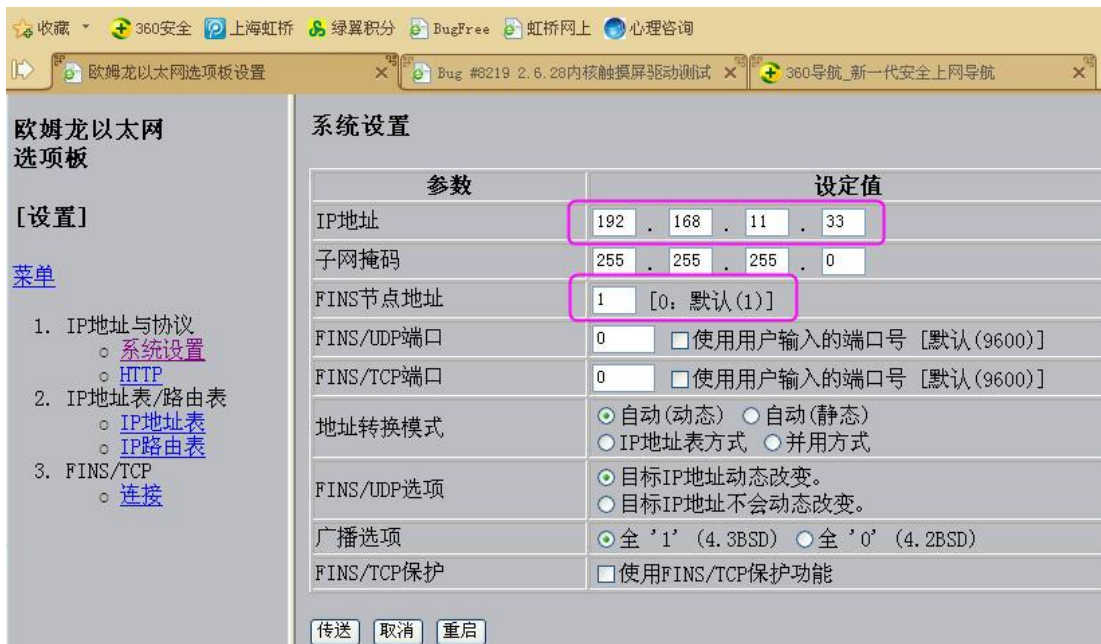 收藏 360安全 上海虹桥 绿翼积分 BugFree 虹桥网上 心理咨询
欧姆龙以太网选项板设置 Bug #8219 2.6.28内核触摸屏驱动测试 360导航_新一代安全上网导航
欧姆龙以太网
选项板
[设置]
菜单
1. IP地址与协议
系统设置
HTTP
2. IP地址表/路由表
IP地址表
IP路由表
3. FINS/TCP
连接
系统设置
参数 设定值
IP地址 192 . 168 . 11 . 33
子网掩码 255 . 255 . 255 . 0
FINS节点地址 1 [0: 默认(1)]
FINS/UDP端口 0 使用用户输入的端口号 [默认(9600)]
FINS/TCP端口 0 使用用户输入的端口号 [默认(9600)]
地址转换模式 自动(动态) 自动(静态)
IP地址表方式 并用方式
FINS/UDP选项 目标IP地址动态改变。
目标IP地址不会动态改变。
广播选项 全 '1' (4.3BSD) 全 '0' (4.2BSD)
FINS/TCP保护 使用FINS/TCP保护功能
传送 取消 重启